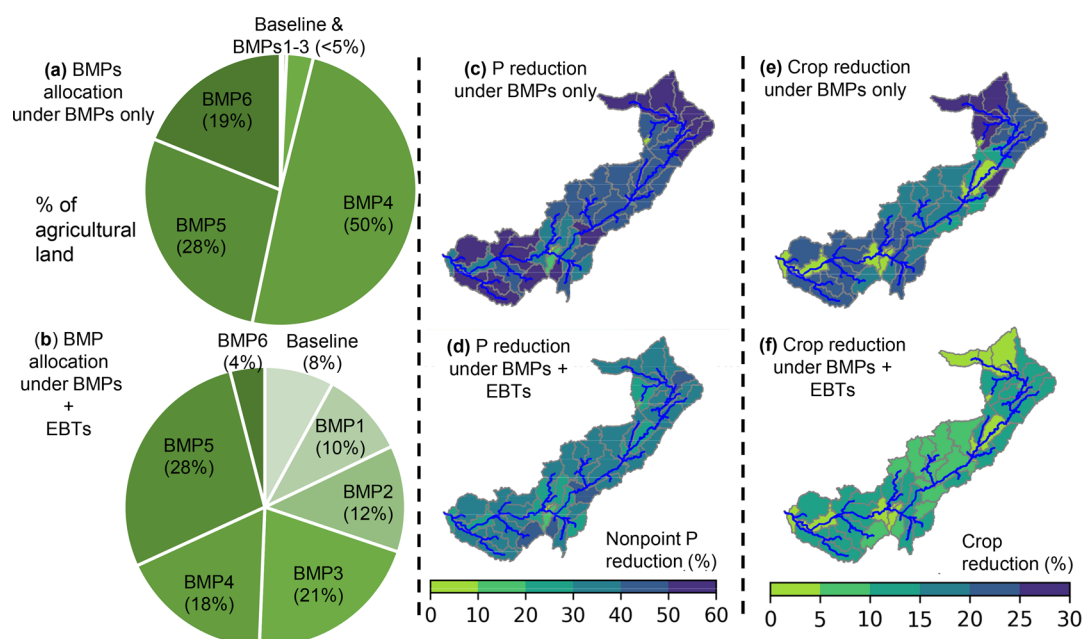 (a) BMPs
allocation
under BMPs only
Baseline &
BMPs1-3 (<5%)
BMP6
(19%)
BMP4
(50%)
BMP5
(28%)
% of
agricultural
land
(b) BMP
allocation
under BMPs
+
EBTs
BMP6
(4%)
Baseline
(8%)
BMP1
(10%)
BMP2
(12%)
BMP3
(21%)
BMP4
(18%)
BMP5
(28%)
(c) P reduction
under BMPs only
(d) P reduction
under BMPs +
EBTs
Nonpoint P
reduction (%)
0 10 20 30 40 50 60
(e) Crop reduction
under BMPs only
(f) Crop reduction
under BMPs +
EBTs
Crop
reduction (%)
0 5 10 15 20 25 30